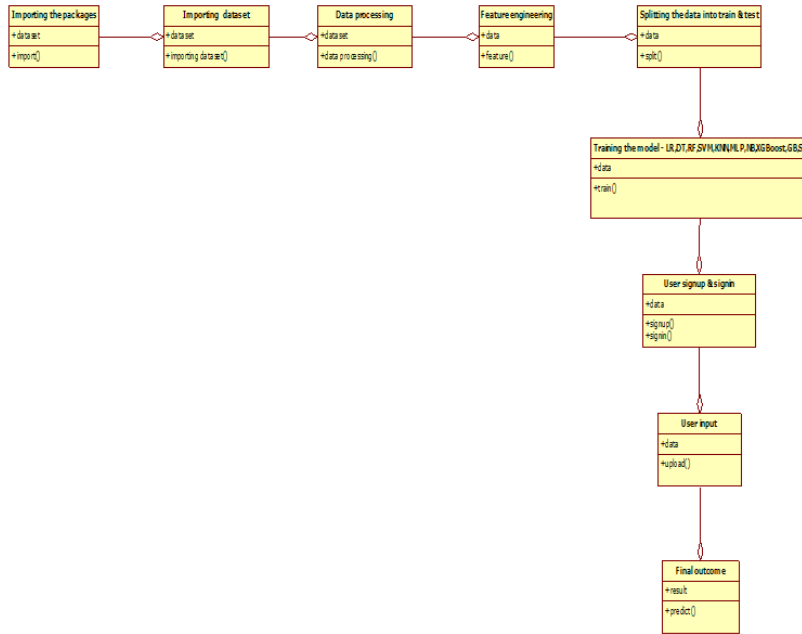 Importing the packages
+dataset
+import()
Importing dataset
+dataset
+importing dataset()
Data processing
+dataset
+data processing()
Feature engineering
+data
+feature()
Splitting the data into train & test
+data
+split()
Training the model - LR,DT,RF,SVM,KNN,MLP,NB,XGBoost,GB,S
+data
+train()
User signup & signin
+data
+signup()
+signin()
User input
+data
+upload()
Final outcome
+result
+predict()